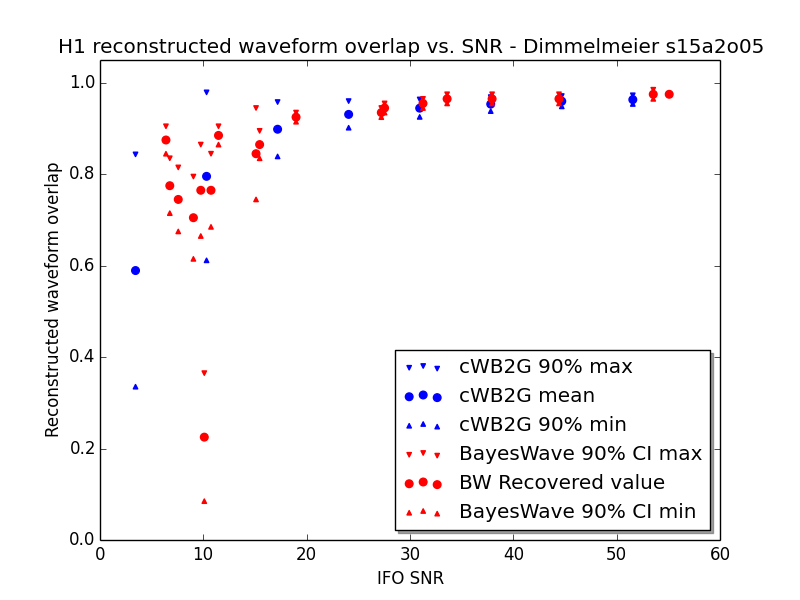 H1 reconstructed waveform overlap vs. SNR - Dimmelmeier s15a2o05
Reconstructed waveform overlap
1.0
0.8
0.6
0.4
0.2
0.0
cWB2G 90% max
cWB2G mean
cWB2G 90% min
BayesWave 90% CI max
BW Recovered value
BayesWave 90% CI min
0 10 20 30 40 50 60
IFO SNR